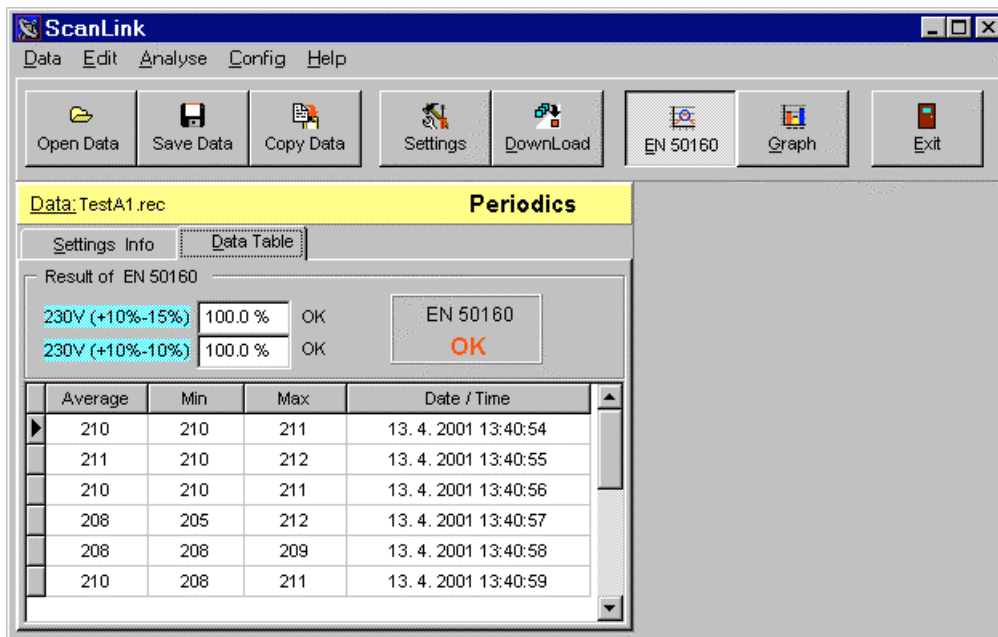 ScanLink
Data Edit Analyse Config Help
Open Data Save Data Copy Data Settings DownLoad EN 50160 Graph Exit
Data: TestA1.rec Periodics
Settings Info Data Table
Result of EN 50160
230V (+10%-15%) 100.0 % OK EN 50160
230V (+10%-10%) 100.0 % OK OK
Average Min Max Date / Time
210 210 211 13. 4. 2001 13:40:54
211 210 212 13. 4. 2001 13:40:55
210 210 211 13. 4. 2001 13:40:56
208 205 212 13. 4. 2001 13:40:57
208 208 209 13. 4. 2001 13:40:58
210 208 211 13. 4. 2001 13:40:59